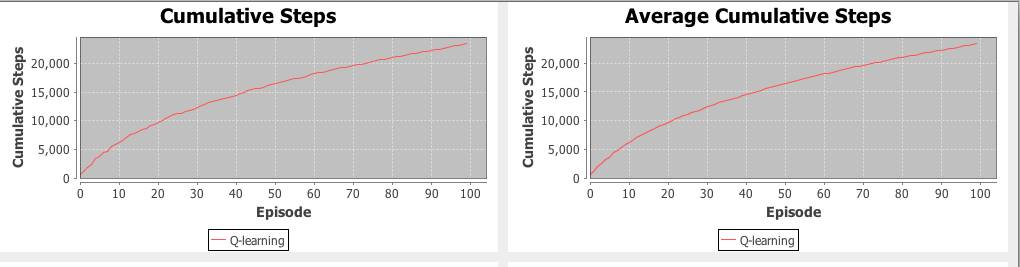 Cumulative Steps
Cumulative Steps
20,000
15,000
10,000
5,000
0
0 10 20 30 40 50 60 70 80 90 100
Episode
Q-learning
Average Cumulative Steps
Cumulative Steps
20,000
15,000
10,000
5,000
0
0 10 20 30 40 50 60 70 80 90 100
Episode
Q-learning